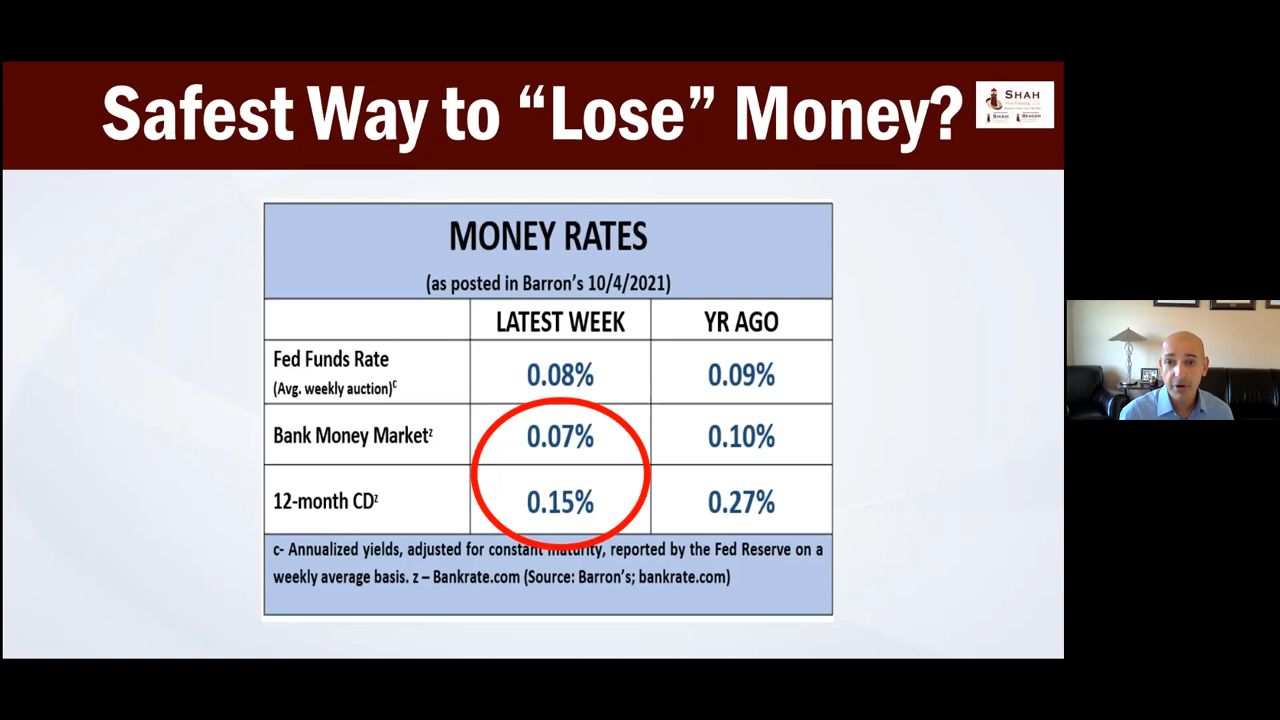 Safest Way to “Lose” Money?
SHAH
SHAH
BEACON
MONEY RATES
(as posted in Barron’s 10/4/2021)
LATEST WEEK
YR AGO
Fed Funds Rate
(Avg. weekly auction)c
0.08%
0.09%
Bank Money Marketz
0.07%
0.10%
12-month CDz
0.15%
0.27%
c- Annualized yields, adjusted for constant maturity, reported by the Fed Reserve on a
weekly average basis. z – Bankrate.com (Source: Barron’s; bankrate.com)